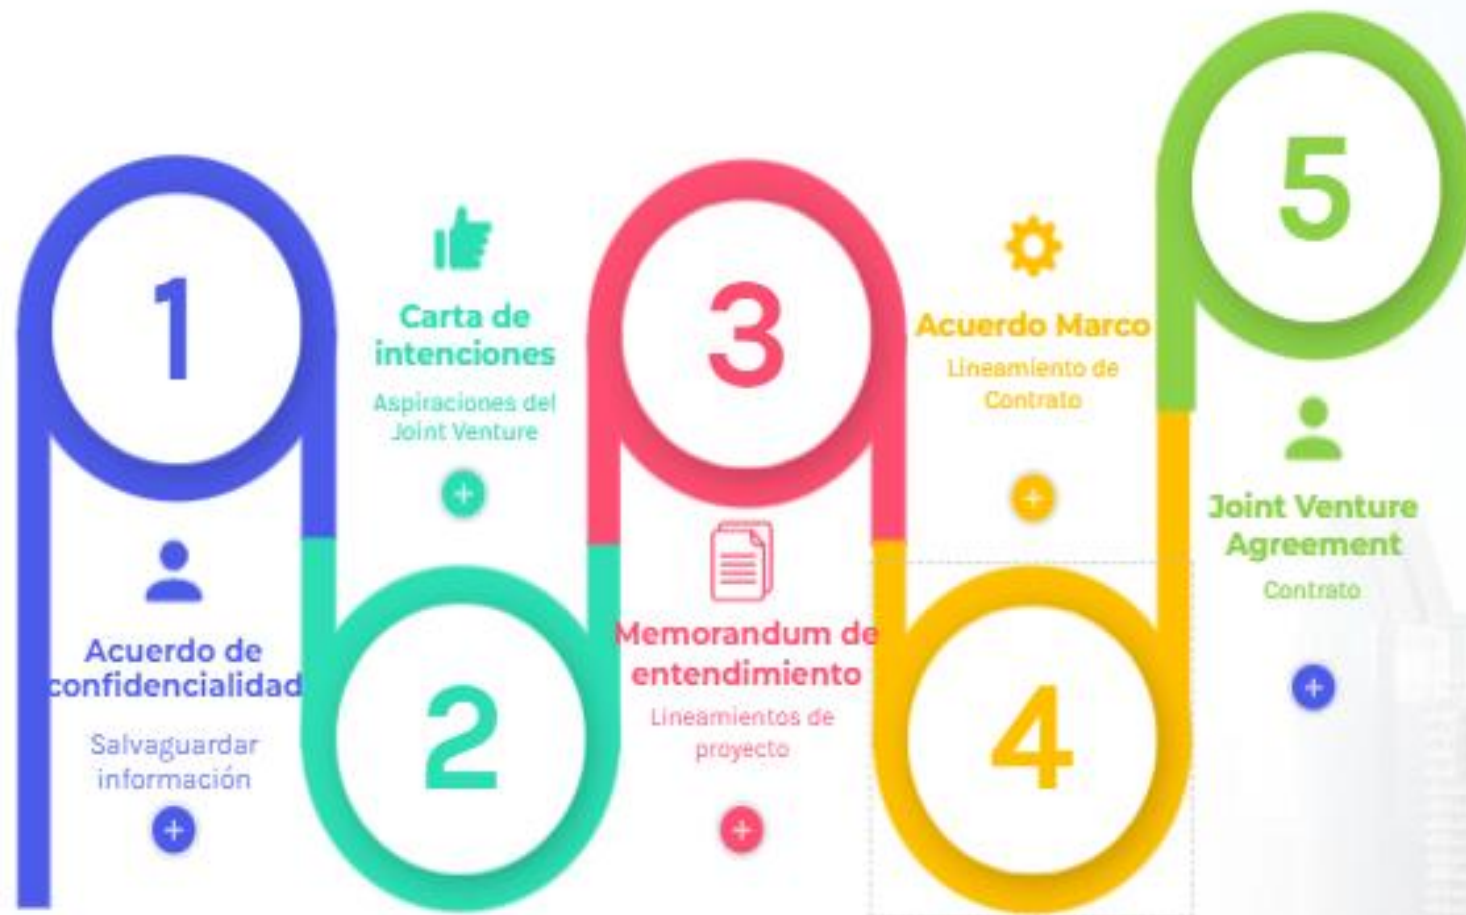 1
Acuerdo de
confidencialidad
Salvaguardar
información
+
Carta de
intenciones
Aspiraciones del
Joint Venture
+
2
3
Memorandum de
entendimiento
Lineamientos de
proyecto
+
Acuerdo Marco
Lineamiento de
Contrato
+
4
5
Joint Venture
Agreement
Contrato
+